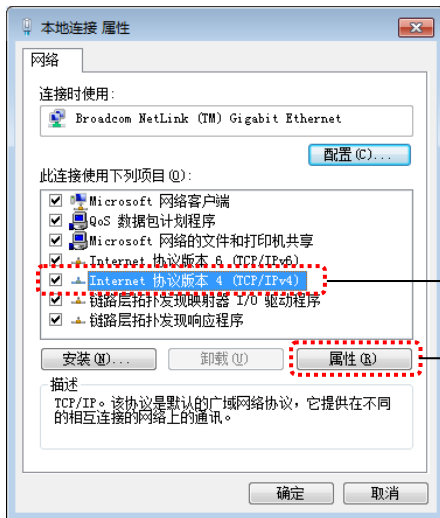 本地连接 属性
网络
连接时使用:
Broadcom NetLink (TM) Gigabit Ethernet
配置(C)...
此连接使用下列项目(O):
Microsoft 网络客户端
QoS 数据包计划程序
Microsoft 网络的文件和打印机共享
Internet 协议版本 6 (TCP/IPv6)
Internet 协议版本 4 (TCP/IPv4)
链路层拓扑发现映射器 I/O 驱动程序
链路层拓扑发现响应程序
安装(N)... 卸载(U) 属性(R)
描述
TCP/IP。该协议是默认的广域网络协议，它提供在不同
的相互连接的网络上的通讯。
确定 取消